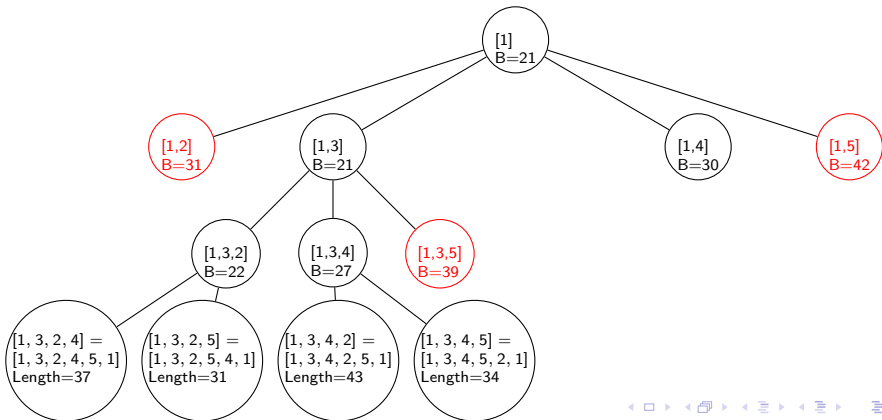 [1]
B=21
[1,2]
B=31
[1,3]
B=21
[1,4]
B=30
[1,5]
B=42
[1,3,2]
B=22
[1,3,4]
B=27
[1,3,5]
B=39
[1, 3, 2, 4] =
[1, 3, 2, 4, 5, 1]
Length=37
[1, 3, 2, 5] =
[1, 3, 2, 5, 4, 1]
Length=31
[1, 3, 4, 2] =
[1, 3, 4, 2, 5, 1]
Length=43
[1, 3, 4, 5] =
[1, 3, 4, 5, 2, 1]
Length=34